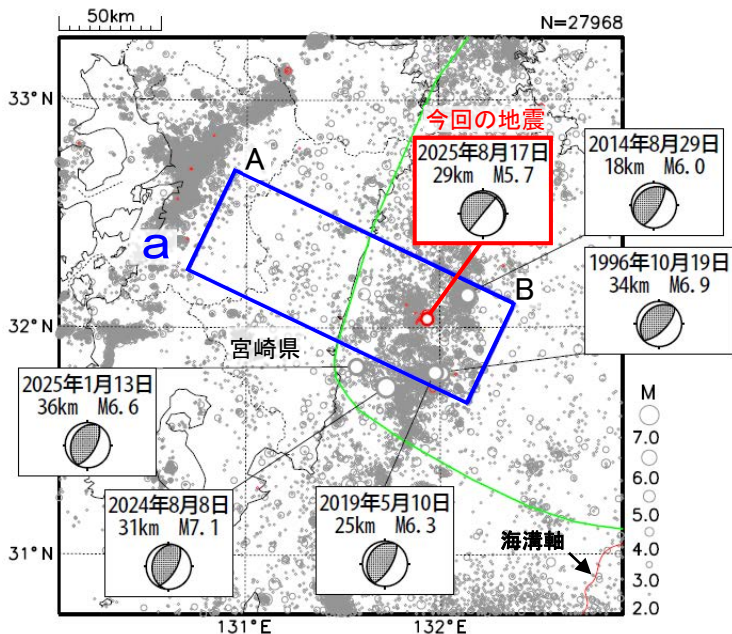 50km
N=27968
33°N
32°N
31°N
131°E
132°E
A
a
B
今回の地震
2025年8月17日
29km M5.7
2014年8月29日
18km M6.0
1996年10月19日
34km M6.9
宮崎県
2025年1月13日
36km M6.6
2024年8月8日
31km M7.1
2019年5月10日
25km M6.3
海溝軸
M
7.0
6.0
5.0
4.0
3.0
2.0